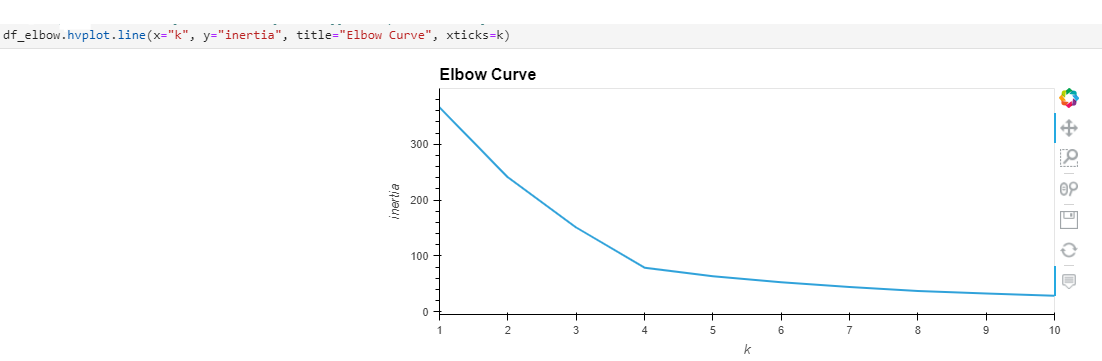 df_elbow.hvplot.line(x="k", y="inertia", title="Elbow Curve", xticks=k)
Elbow Curve
300
200
100
0
inertia
1 2 3 4 5 6 7 8 9 10
k